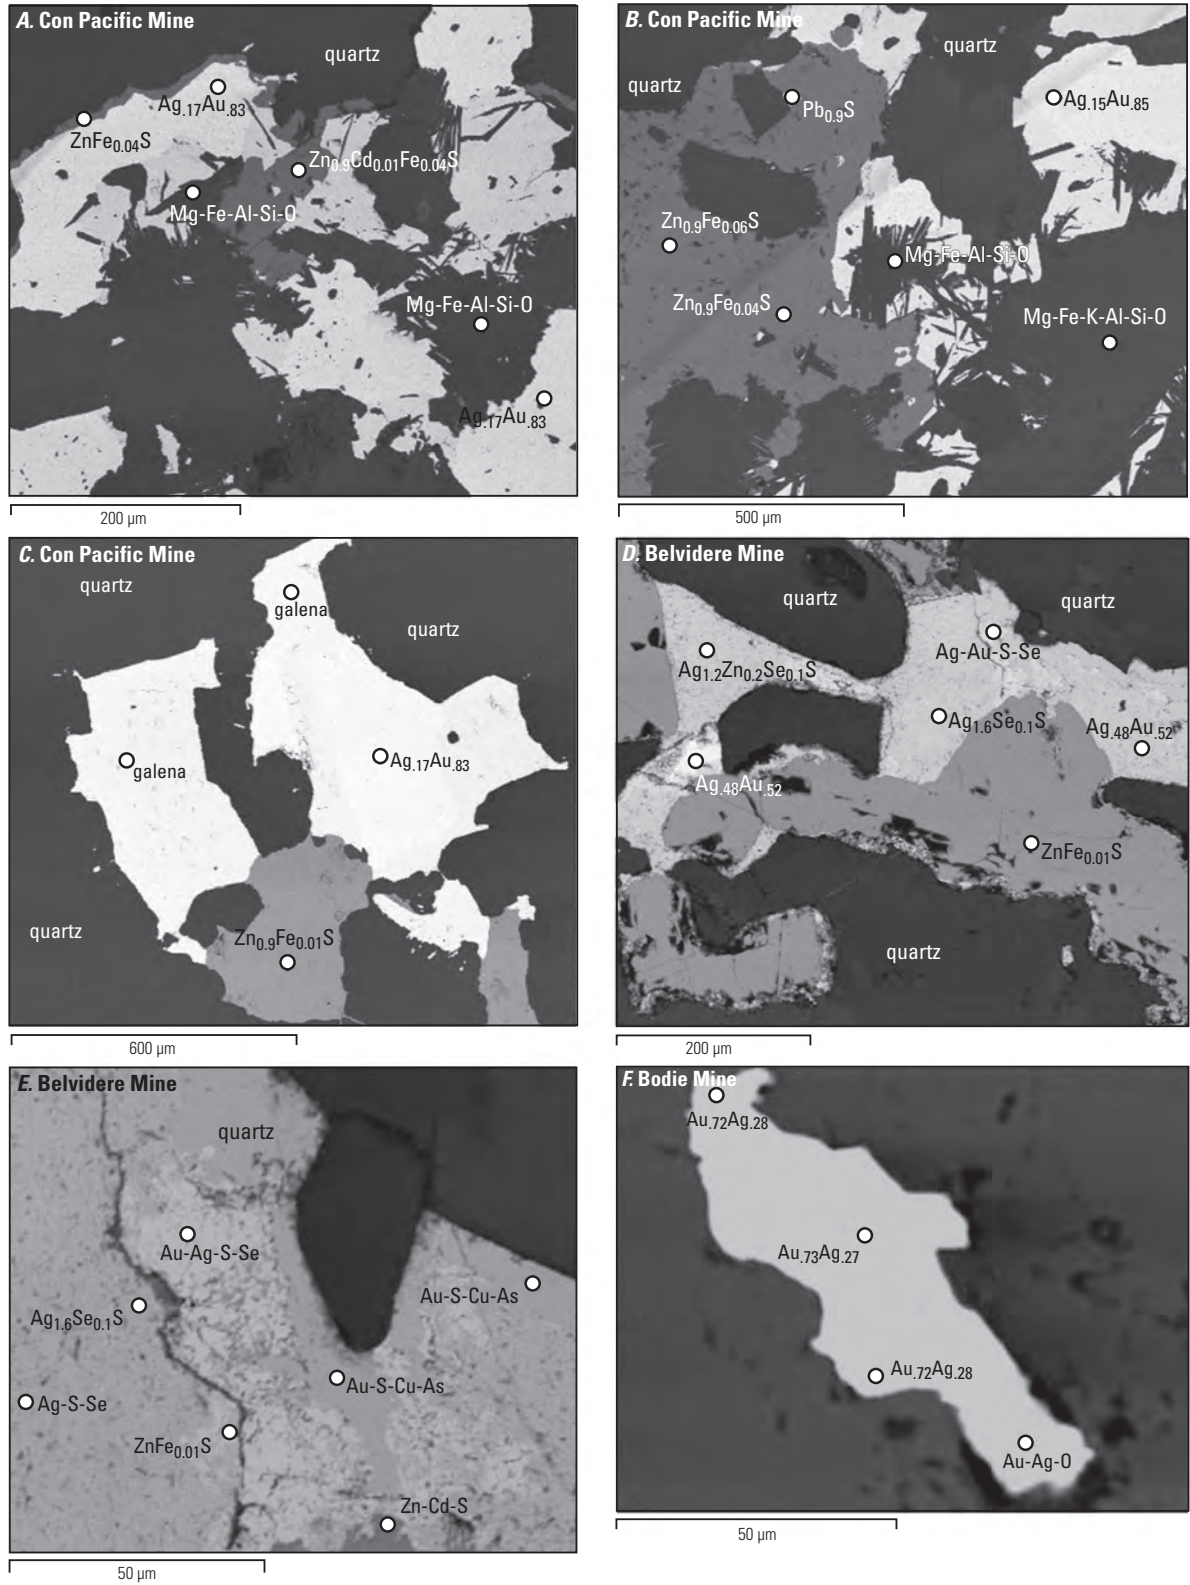 A. Con Pacific Mine
quartz
Ag.17Au.83
ZnFe0.04S
Zn0.9Cd0.01Fe0.04S
Mg-Fe-Al-Si-O
Mg-Fe-Al-Si-O
Ag.17Au.83
200 µm
B. Con Pacific Mine
quartz
quartz
Pb0.9S
Ag.15Au.85
Zn0.9Fe0.06S
Mg-Fe-Al-Si-O
Zn0.9Fe0.04S
Mg-Fe-K-Al-Si-O
500 µm
C. Con Pacific Mine
quartz
galena
quartz
Ag.17Au.83
galena
quartz
Zn0.9Fe0.01S
600 µm
D. Belvidere Mine
quartz
quartz
Ag-Au-S-Se
Ag1.2Zn0.2Se0.1S
Ag1.6Se0.1S
Ag.48Au.52
Ag.48Au.52
ZnFe0.01S
quartz
200 µm
E. Belvidere Mine
quartz
Au-Ag-S-Se
Au-S-Cu-As
Ag1.6Se0.1S
Au-S-Cu-As
Ag-S-Se
ZnFe0.01S
Zn-Cd-S
50 µm
F. Bodie Mine
Au.72Ag.28
Au.73Ag.27
Au.72Ag.28
Au-Ag-O
50 µm